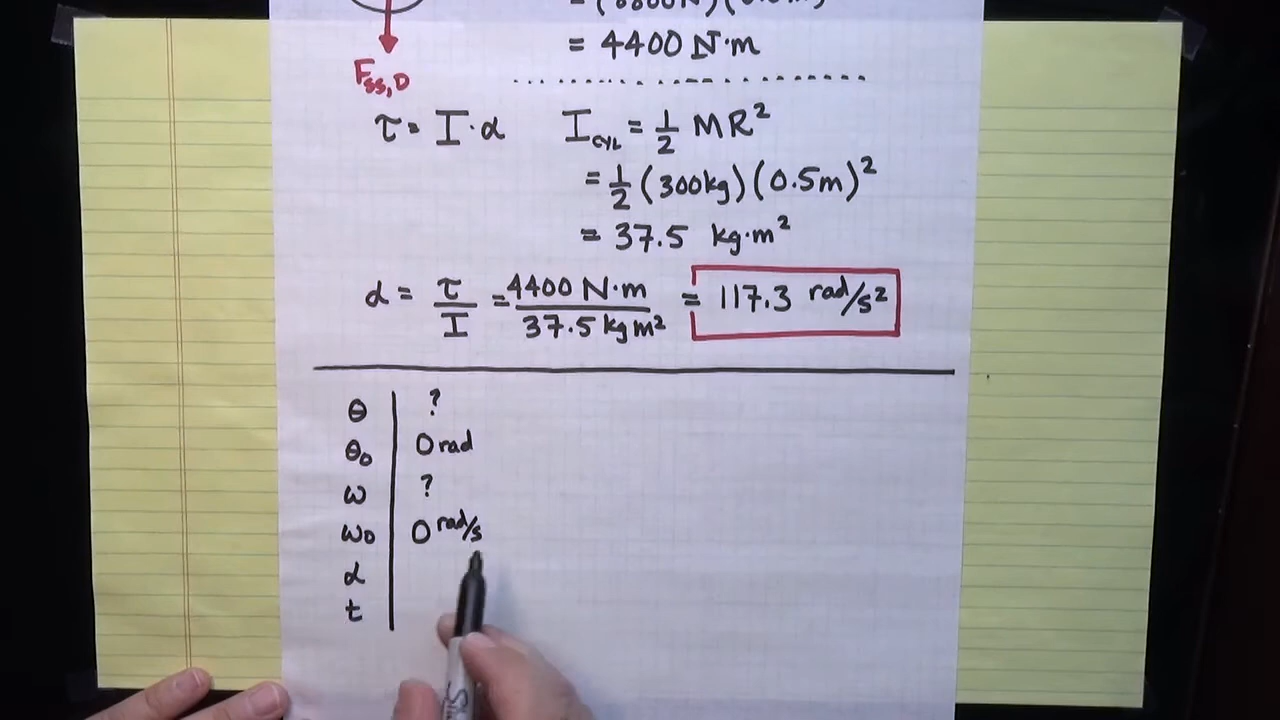 = 4400 N·m
F_SS,D
τ = I·α I_CYL = 1/2 MR²
= 1/2 (300kg)(0.5m)²
= 37.5 kg·m²
α = τ/I = 4400 N·m / 37.5 kg m² = 117.3 rad/s²
θ ?
θ₀ 0 rad
ω ?
ω₀ 0 rad/s
α
t